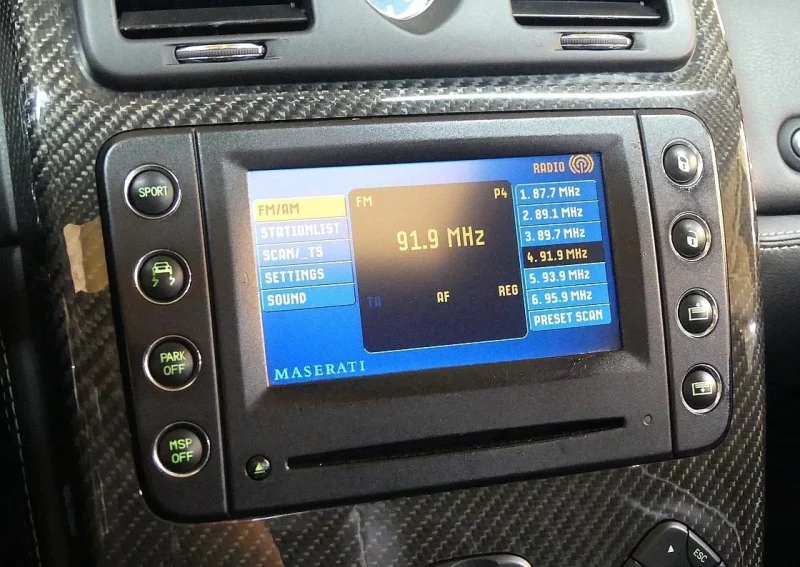 SPORT
PARK
OFF
MSP
OFF
RADIO
FM/AM
STATIONLIST
SCAN/_TS
SETTINGS
SOUND
FM
P4
91.9 MHz
TA
AF
REG
1. 87.7 MHz
2. 89.1 MHz
3. 89.7 MHz
4. 91.9 MHz
5. 93.9 MHz
6. 95.9 MHz
PRESET SCAN
MASERATI
ESC